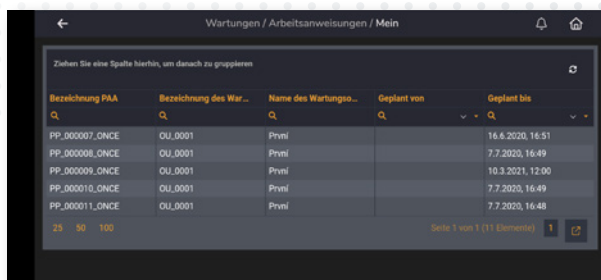 Wartungen / Arbeitsanweisungen / Mein
Ziehen Sie eine Spalte hierhin, um danach zu gruppieren
Bezeichnung PAA Bezeichnung des War... Name des Wartungso... Geplant von Geplant bis
PP_000007_ONCE OU_0001 První 16.6.2020, 16:51
PP_000008_ONCE OU_0001 První 7.7.2020, 16:49
PP_000009_ONCE OU_0001 První 10.3.2021, 12:00
PP_000010_ONCE OU_0001 První 7.7.2020, 16:49
PP_000011_ONCE OU_0001 První 7.7.2020, 16:48
25 50 100 Seite 1 von 1 (11 Elemente) 1